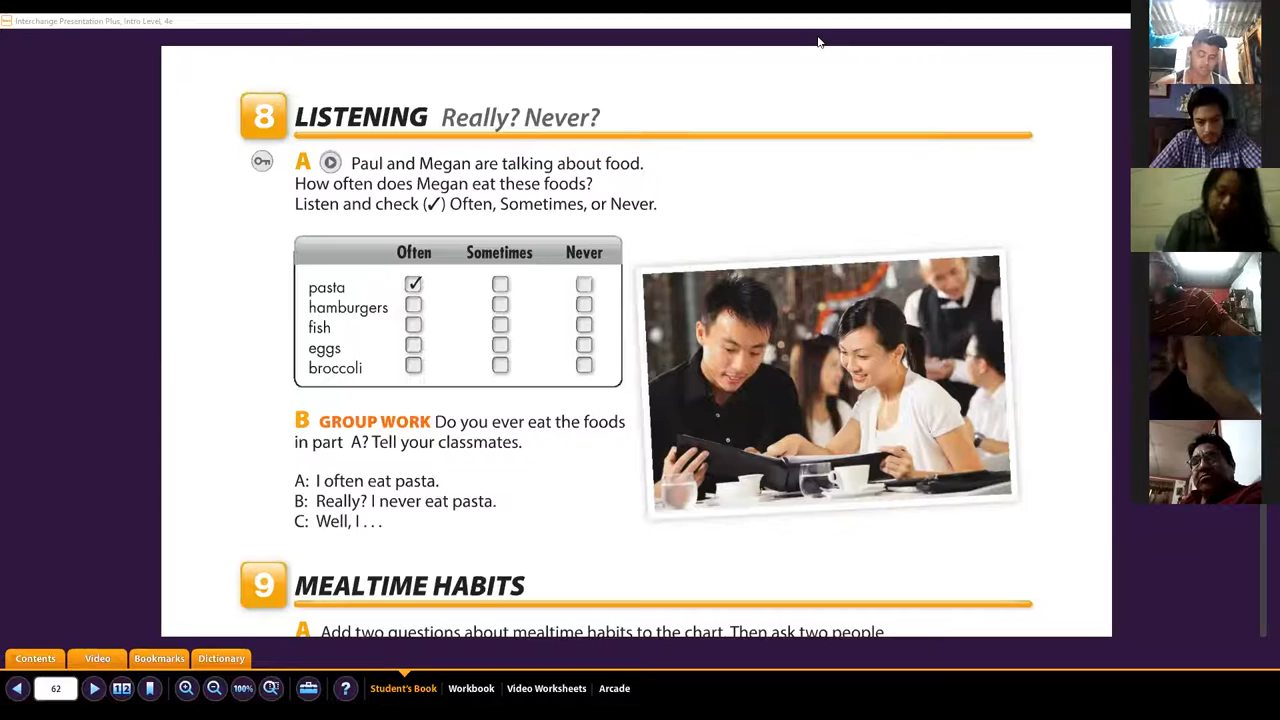 Interchange Presentation Plus, Intro Level, 4e
8 LISTENING Really? Never?
A Paul and Megan are talking about food.
How often does Megan eat these foods?
Listen and check (✓) Often, Sometimes, or Never.
Often Sometimes Never
pasta ✓
hamburgers
fish
eggs
broccoli
B GROUP WORK Do you ever eat the foods
in part A? Tell your classmates.
A: I often eat pasta.
B: Really? I never eat pasta.
C: Well, I . . .
9 MEALTIME HABITS
A Add two questions about mealtime habits to the chart. Then ask two people
Contents Video Bookmarks Dictionary
62 1 2 100% ? Student's Book Workbook Video Worksheets Arcade